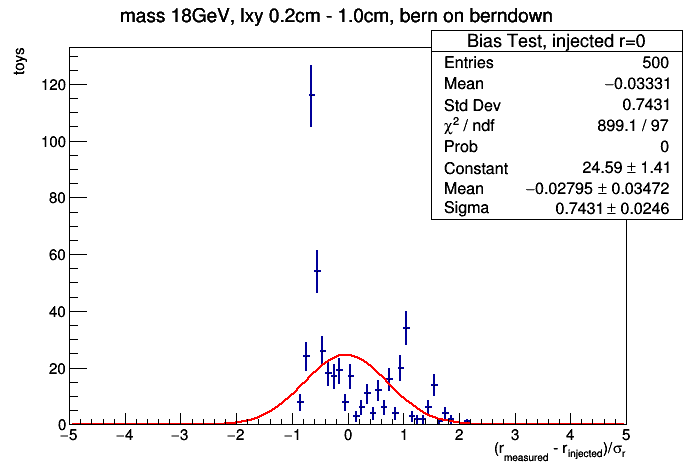 mass 18GeV, lxy 0.2cm - 1.0cm, bern on berndown
Bias Test, injected r=0
Entries 500
Mean −0.03331
Std Dev 0.7431
χ² / ndf 899.1 / 97
Prob 0
Constant 24.59 ± 1.41
Mean −0.02795 ± 0.03472
Sigma 0.7431 ± 0.0246
toys
120
100
80
60
40
20
0
−5 −4 −3 −2 −1 0 1 2 3 4 5
(r_measured - r_injected)/σ_r